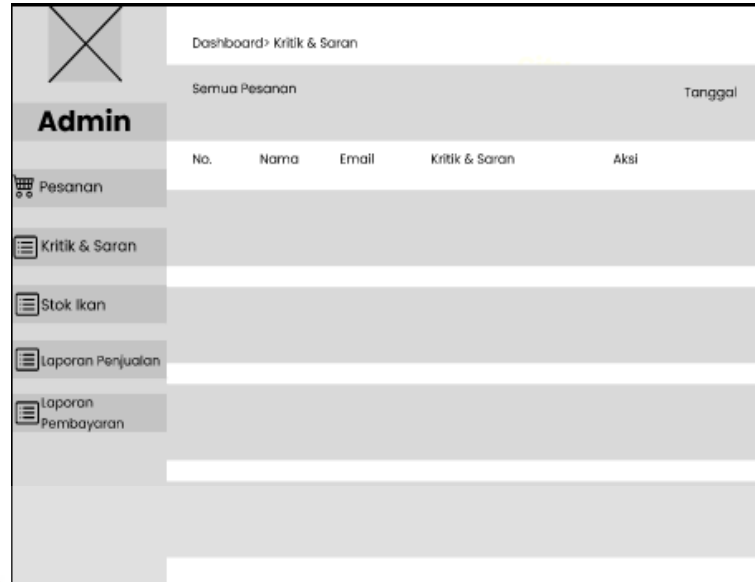 Dashboard> Kritik & Saran
Semua Pesanan
Tanggal
Admin
No. Nama Email Kritik & Saran Aksi
Pesanan
Kritik & Saran
Stok Ikan
Laporan Penjualan
Laporan
Pembayaran